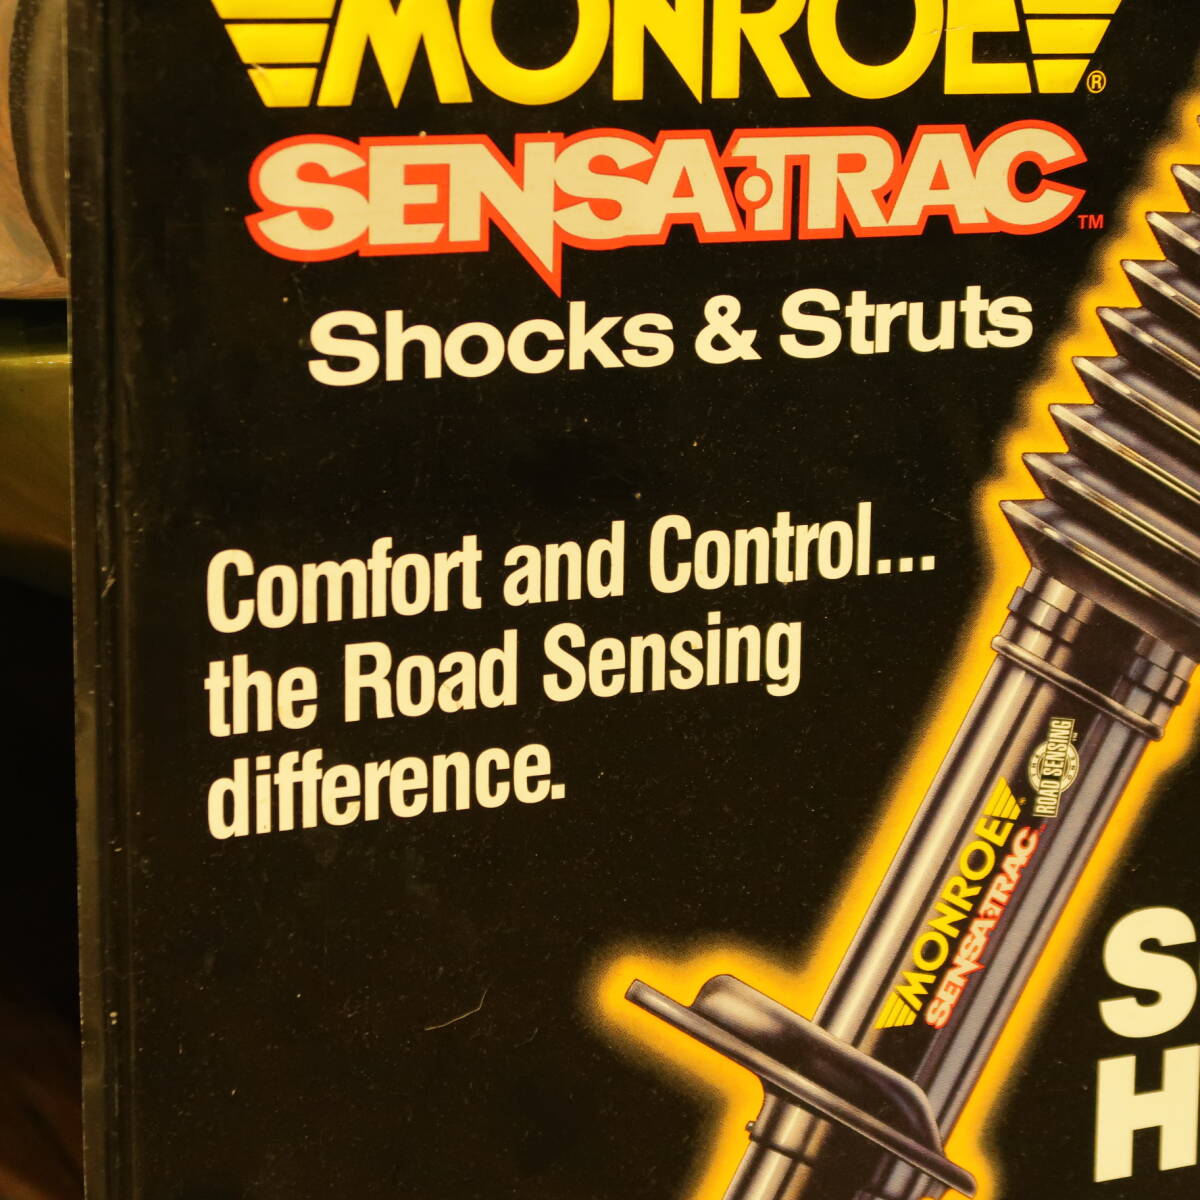 MONROE®
SENSA-TRAC™
Shocks & Struts
Comfort and Control...
the Road Sensing
difference.
ROAD SENSING
MONROE®
SENSA-TRAC